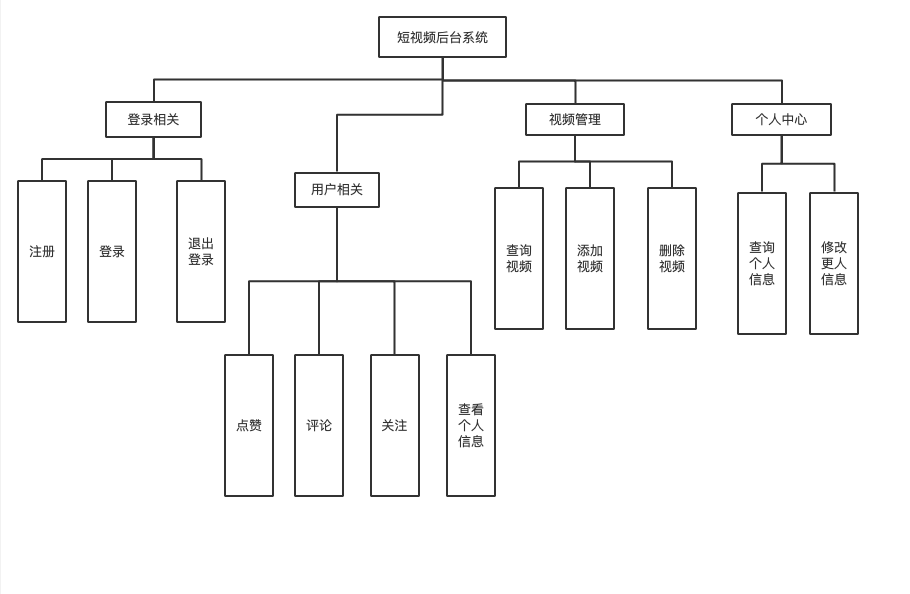 短视频后台系统
登录相关
视频管理
个人中心
用户相关
注册
登录
退出
登录
查询
视频
添加
视频
删除
视频
查询
个人
信息
修改
更人
信息
点赞
评论
关注
查看
个人
信息